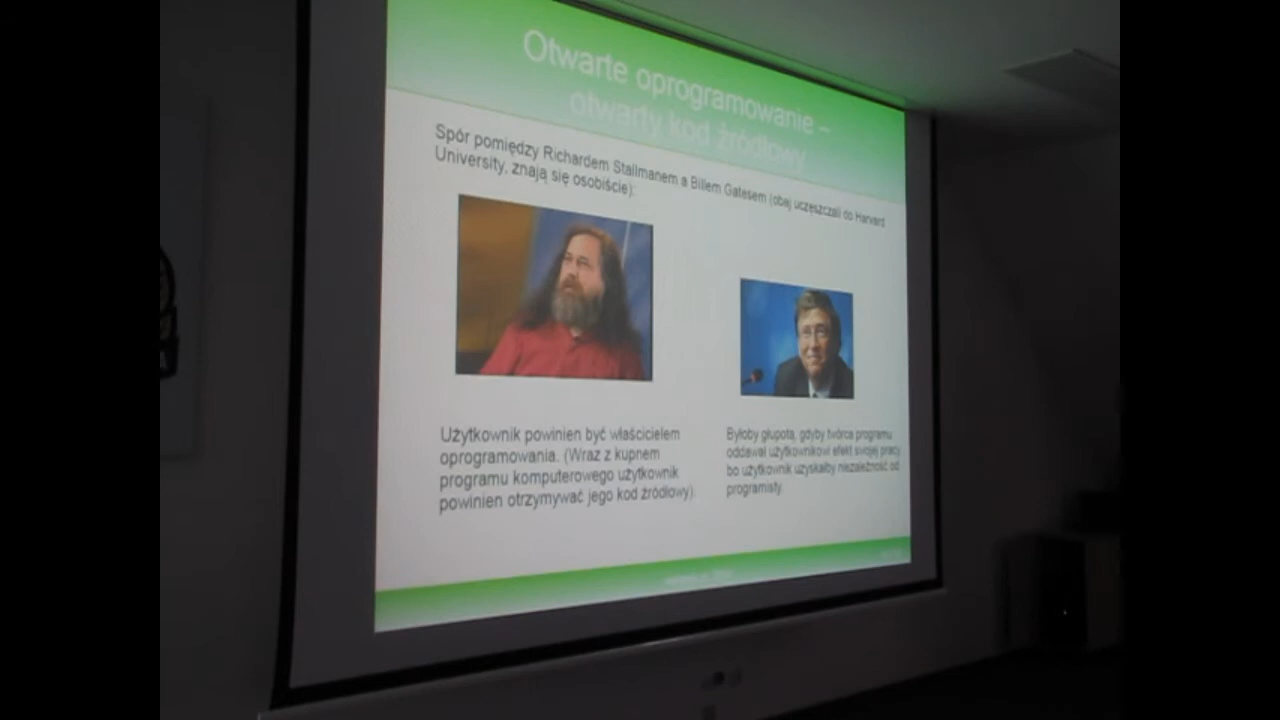 Otwarte oprogramowanie –
otwarty kod źródłowy
Spór pomiędzy Richardem Stallmanem a Billem Gatesem (obaj uczęszczali do Harvard
University, znają się osobiście):
Użytkownik powinien być właścicielem
oprogramowania. (Wraz z kupnem
programu komputerowego użytkownik
powinien otrzymywać jego kod źródłowy).
Byłoby głupotą, gdyby twórca programu
oddawał użytkownikowi efekt swojej pracy
bo użytkownik uzyskałby niezależność od
programisty.